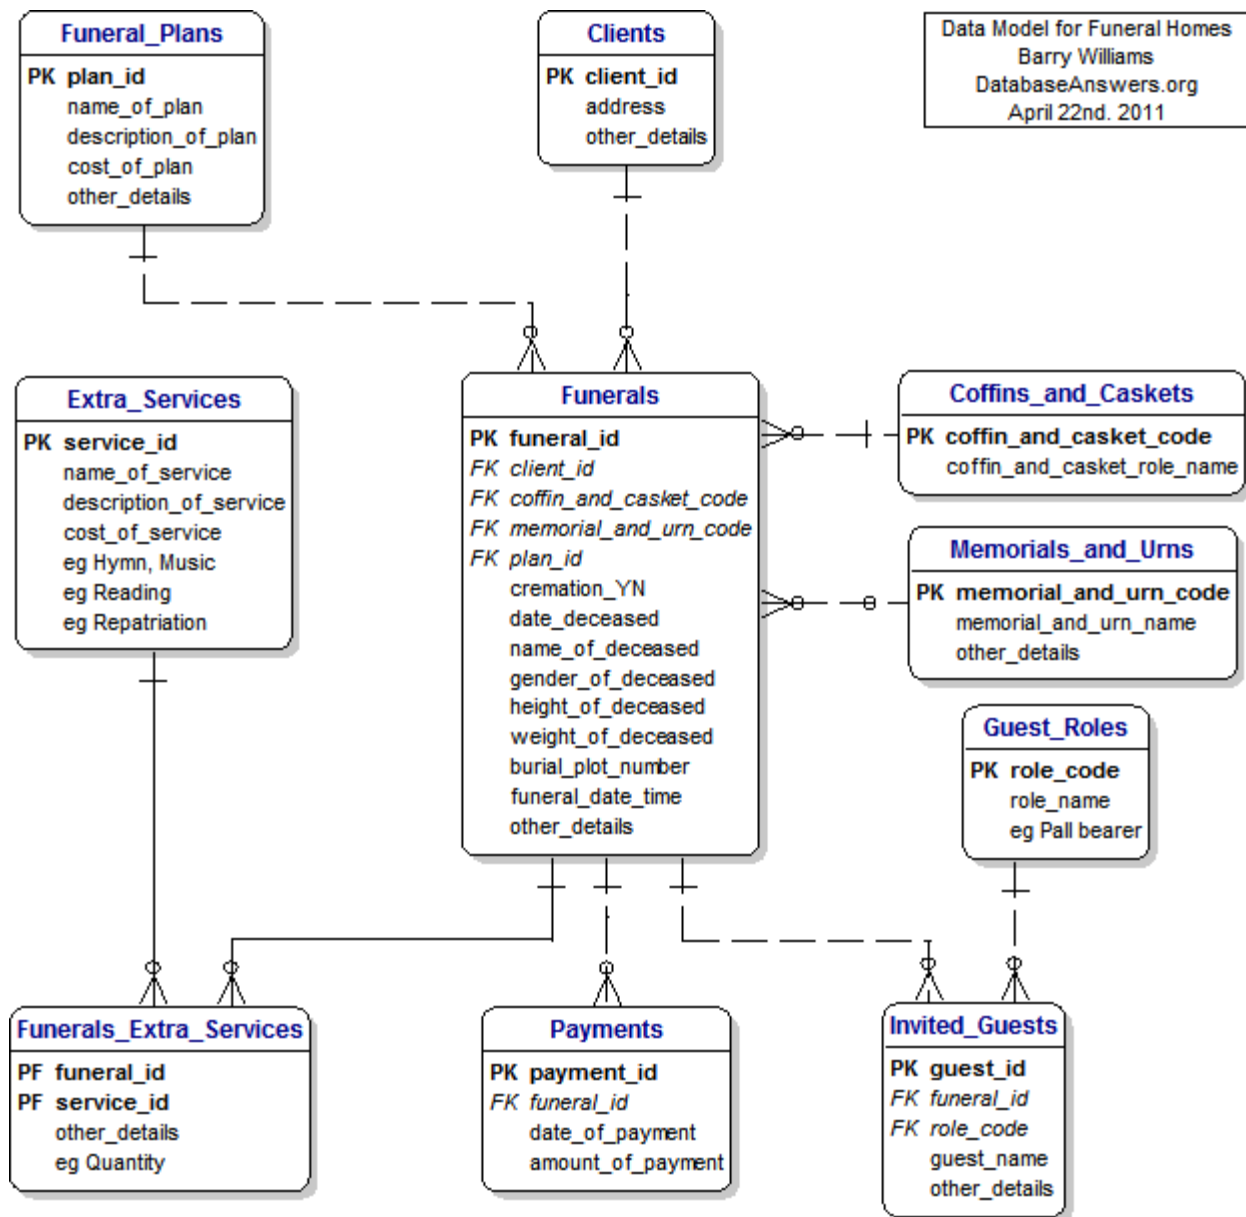 Funeral_Plans
PK plan_id
name_of_plan
description_of_plan
cost_of_plan
other_details
Clients
PK client_id
address
other_details
Data Model for Funeral Homes
Barry Williams
DatabaseAnswers.org
April 22nd. 2011
Extra_Services
PK service_id
name_of_service
description_of_service
cost_of_service
eg Hymn, Music
eg Reading
eg Repatriation
Funerals
PK funeral_id
FK client_id
FK coffin_and_casket_code
FK memorial_and_urn_code
FK plan_id
cremation_YN
date_deceased
name_of_deceased
gender_of_deceased
height_of_deceased
weight_of_deceased
burial_plot_number
funeral_date_time
other_details
Coffins_and_Caskets
PK coffin_and_casket_code
coffin_and_casket_role_name
Memorials_and_Urns
PK memorial_and_urn_code
memorial_and_urn_name
other_details
Guest_Roles
PK role_code
role_name
eg Pall bearer
Funerals_Extra_Services
PF funeral_id
PF service_id
other_details
eg Quantity
Payments
PK payment_id
FK funeral_id
date_of_payment
amount_of_payment
Invited_Guests
PK guest_id
FK funeral_id
FK role_code
guest_name
other_details